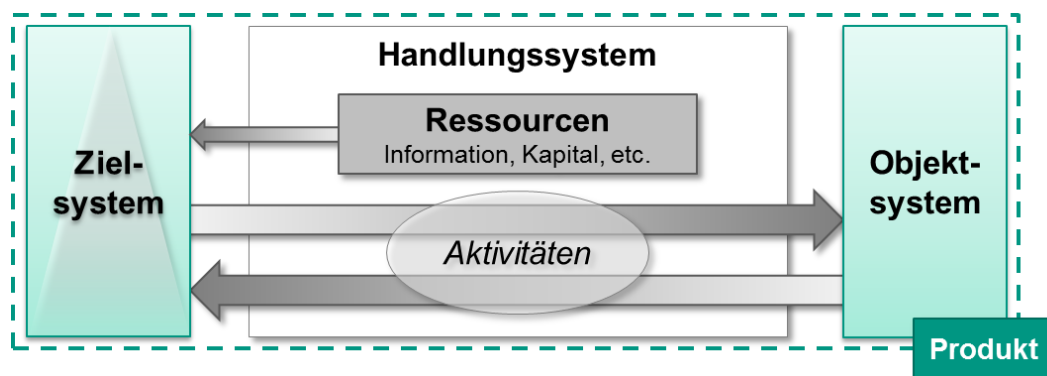 Handlungssystem
Ressourcen
Information, Kapital, etc.
Ziel-
system
Objekt-
system
Aktivitäten
Produkt